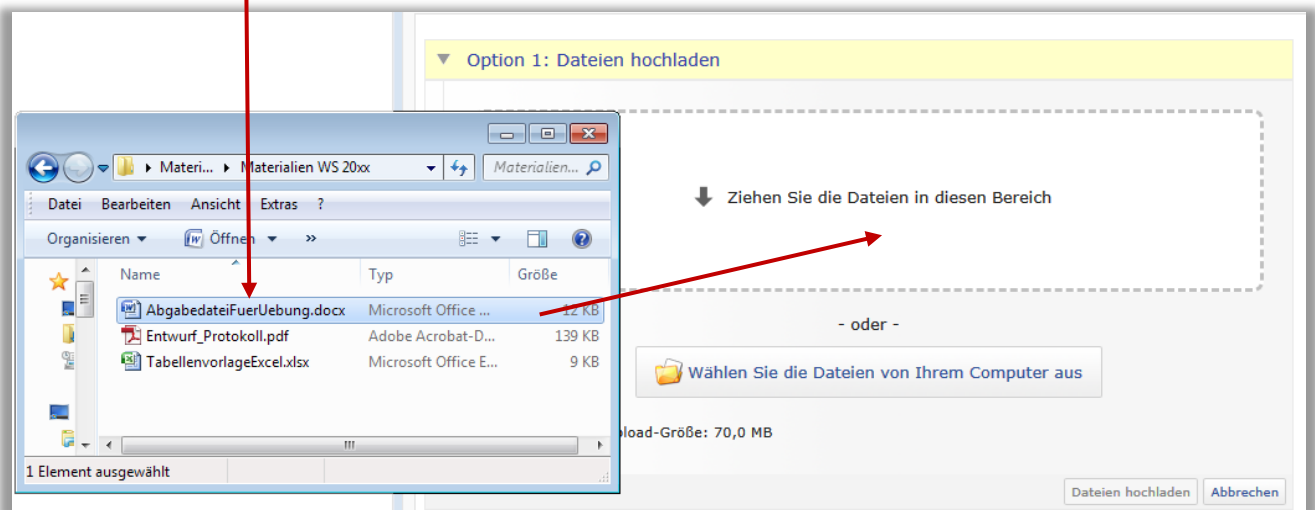 Option 1: Dateien hochladen
Materi... Materialien WS 20xx Materialien...
Datei Bearbeiten Ansicht Extras ?
Organisieren Öffnen »
Name Typ Größe
AbgabedateiFuerUebung.docx Microsoft Office ... 12 KB
Entwurf_Protokoll.pdf Adobe Acrobat-D... 139 KB
TabellenvorlageExcel.xlsx Microsoft Office E... 9 KB
1 Element ausgewählt
Ziehen Sie die Dateien in diesen Bereich
- oder -
Wählen Sie die Dateien von Ihrem Computer aus
pload-Größe: 70,0 MB
Dateien hochladen Abbrechen